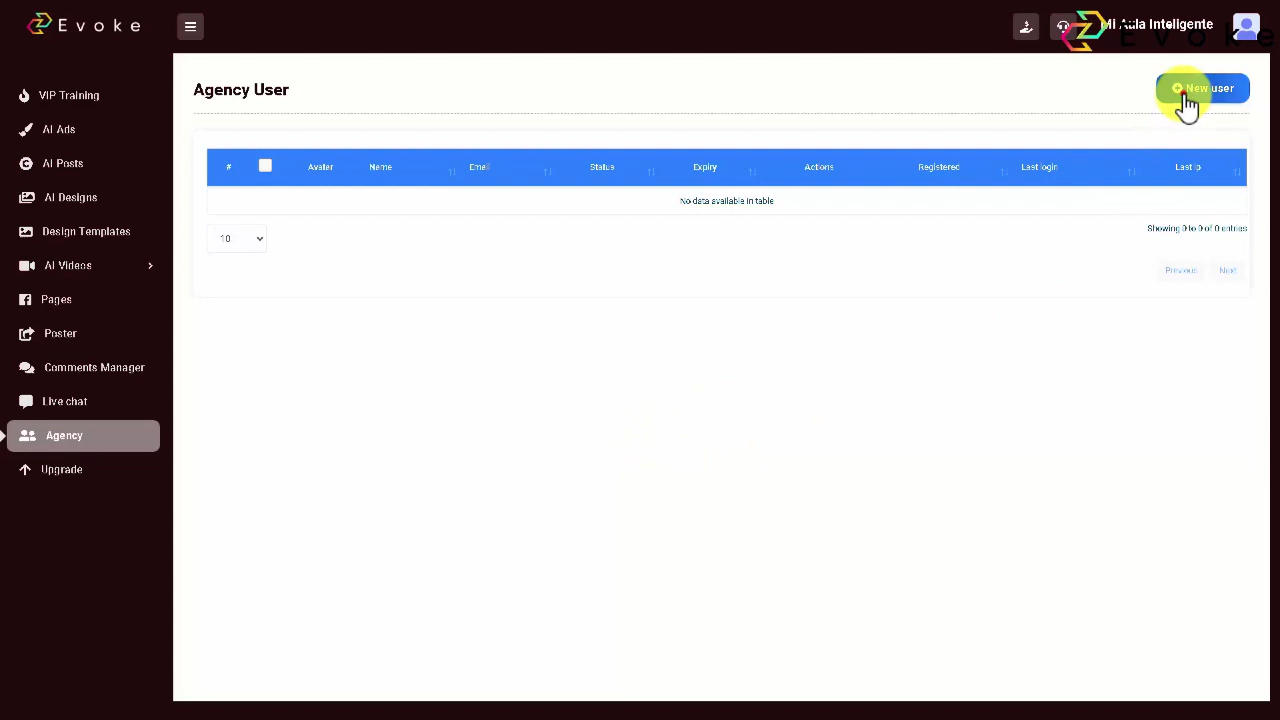 Evoke
Mi Aula Inteligente
Evoke
VIP Training
AI Ads
AI Posts
AI Designs
Design Templates
AI Videos
Pages
Poster
Comments Manager
Live chat
Agency
Upgrade
Agency User
New user
# Avatar Name Email Status Expiry Actions Registered Last login Last ip
No data available in table
10
Showing 0 to 0 of 0 entries
Previous Next